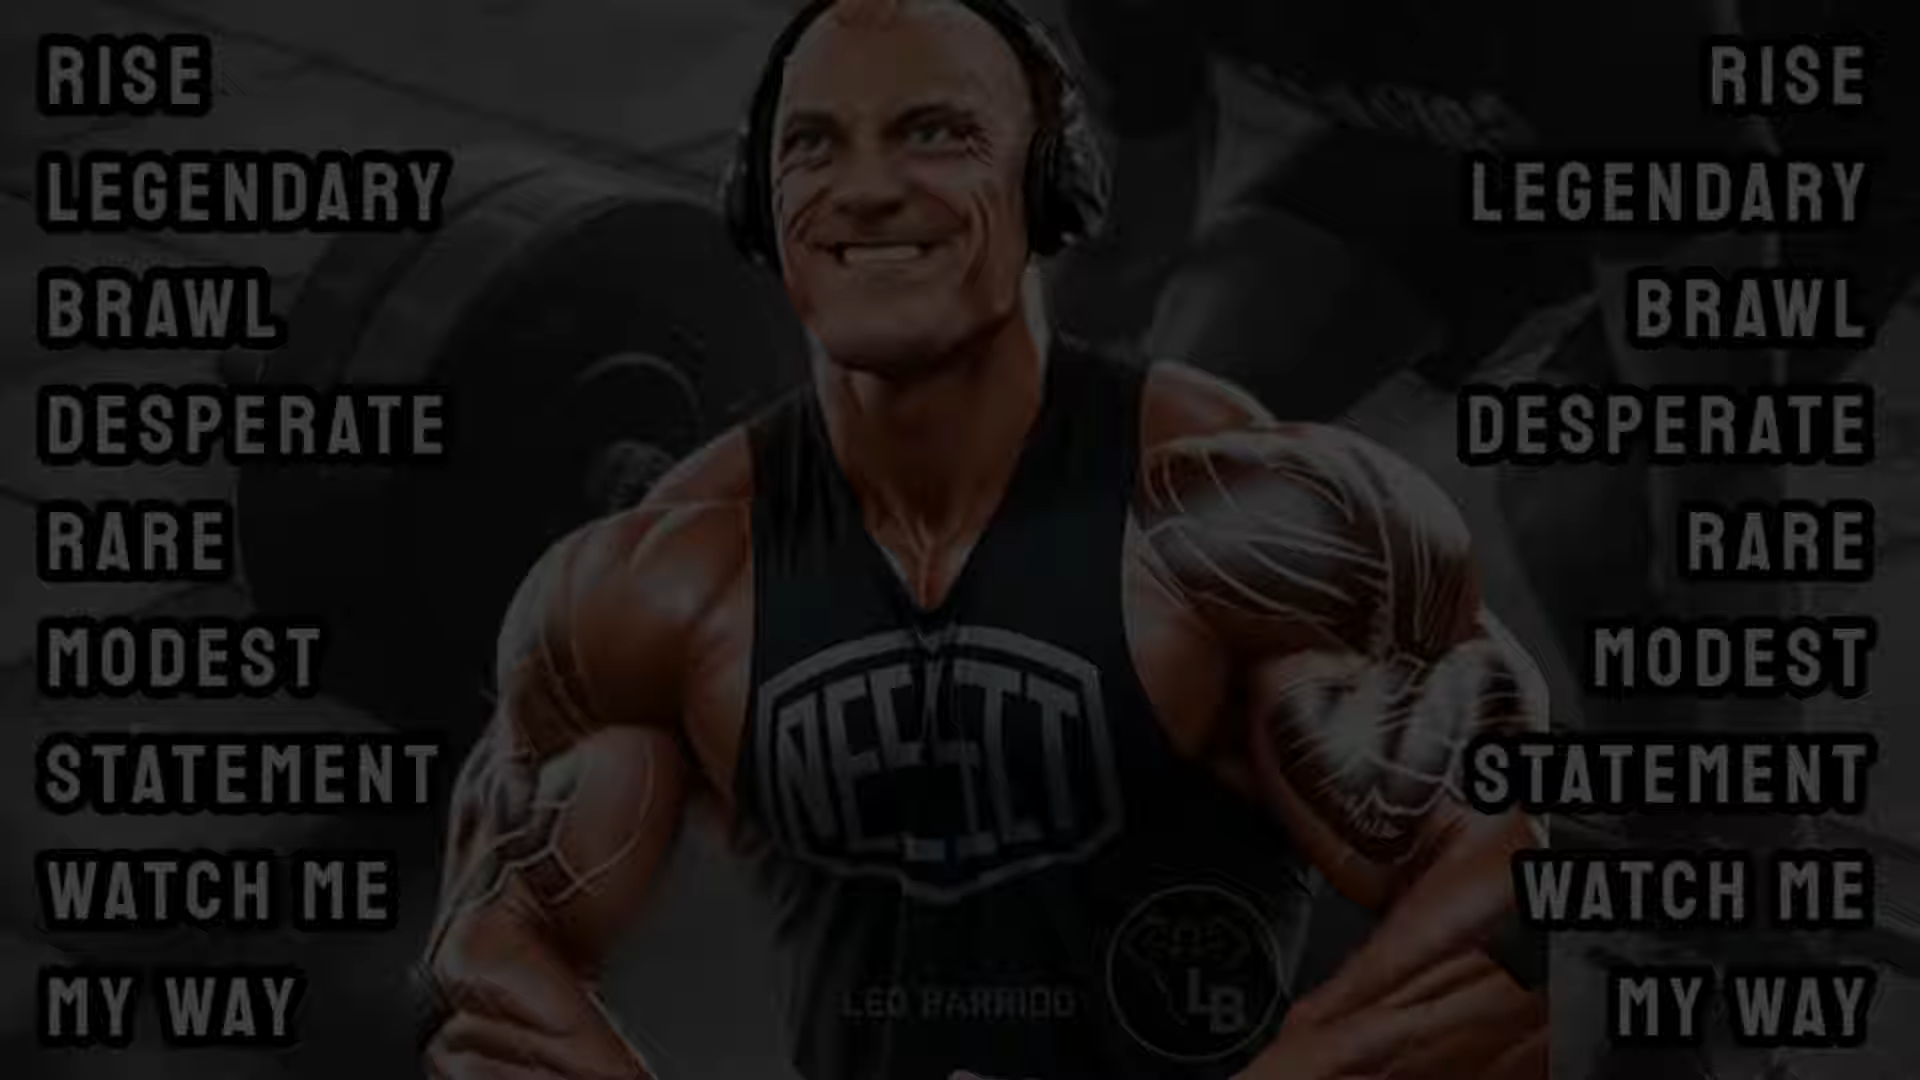 RISE
LEGENDARY
BRAWL
DESPERATE
RARE
MODEST
STATEMENT
WATCH ME
MY WAY
RISE
LEGENDARY
BRAWL
DESPERATE
RARE
MODEST
STATEMENT
WATCH ME
MY WAY
LEO BARRIDO
LB